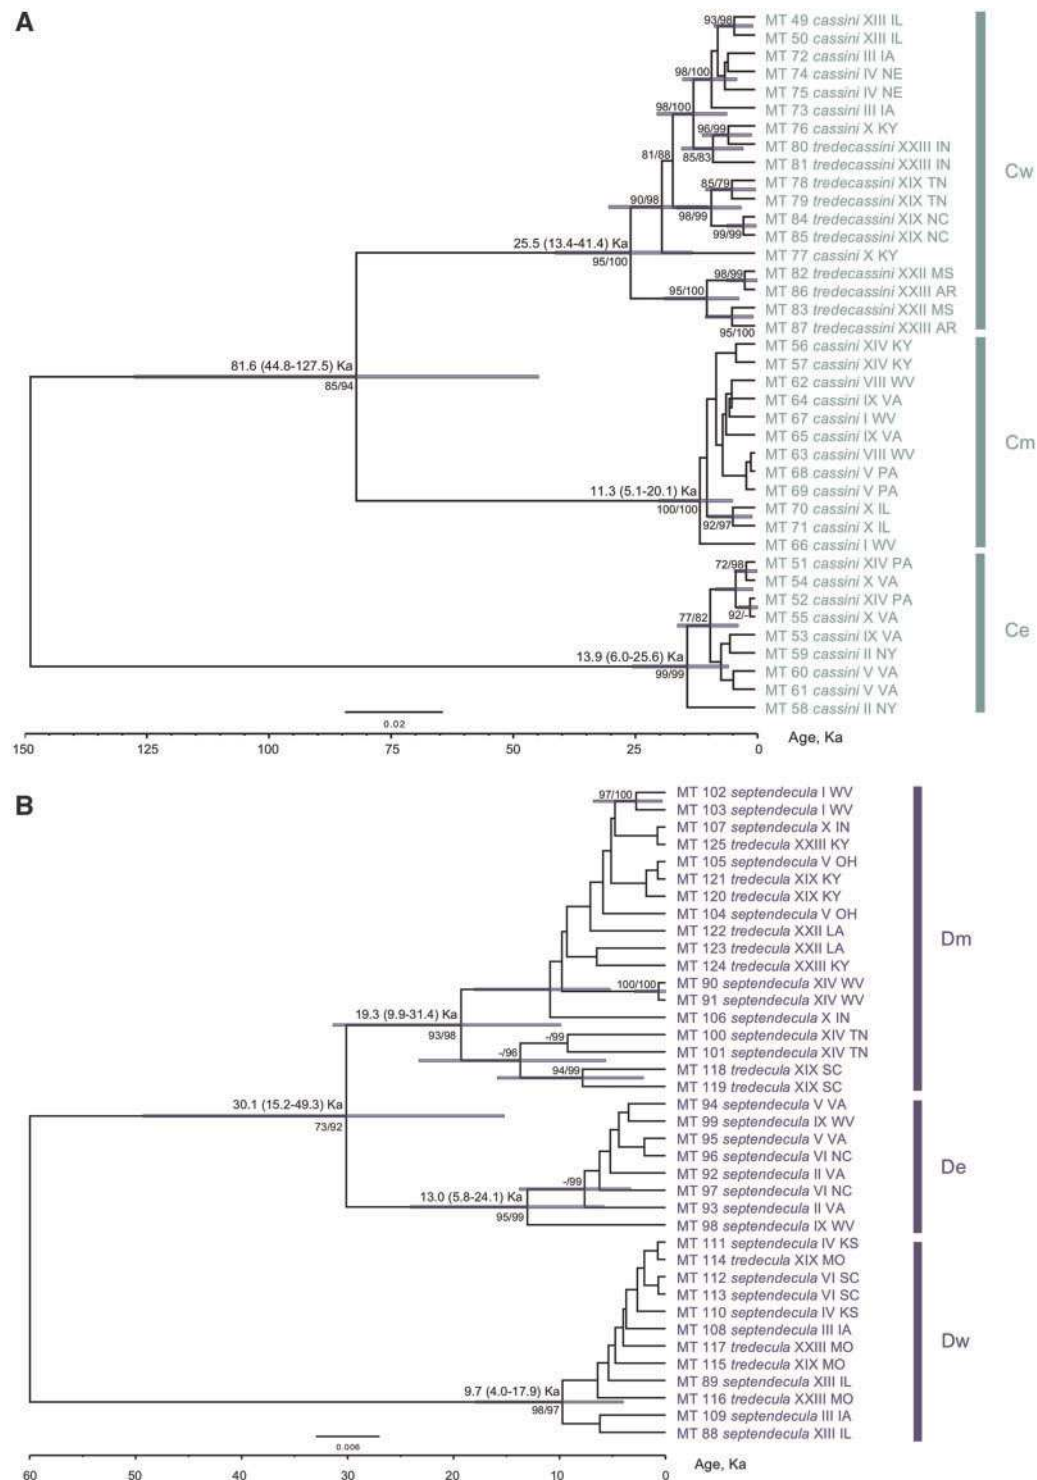 A
93/98
MT 49 cassini XIII IL
MT 50 cassini XIII IL
MT 72 cassini III IA
98/100
MT 74 cassini IV NE
MT 75 cassini IV NE
98/100
MT 73 cassini III IA
96/99
MT 76 cassini X KY
MT 80 tredecassini XXIII IN
81/88
85/83
MT 81 tredecassini XXIII IN
Cw
85/79
MT 78 tredecassini XIX TN
90/98
MT 79 tredecassini XIX TN
98/99
MT 84 tredecassini XIX NC
99/99
MT 85 tredecassini XIX NC
25.5 (13.4-41.4) Ka
95/100
MT 77 cassini X KY
98/99
MT 82 tredecassini XXII MS
95/100
MT 86 tredecassini XXIII AR
MT 83 tredecassini XXII MS
95/100
MT 87 tredecassini XXIII AR
MT 56 cassini XIV KY
81.6 (44.8-127.5) Ka
85/94
MT 57 cassini XIV KY
MT 62 cassini VIII WV
MT 64 cassini IX VA
MT 67 cassini I WV
MT 65 cassini IX VA
Cm
MT 63 cassini VIII WV
MT 68 cassini V PA
11.3 (5.1-20.1) Ka
100/100
MT 69 cassini V PA
MT 70 cassini X IL
92/97
MT 71 cassini X IL
MT 66 cassini I WV
72/98
MT 51 cassini XIV PA
MT 54 cassini X VA
MT 52 cassini XIV PA
92/-
MT 55 cassini X VA
77/82
MT 53 cassini IX VA
Ce
13.9 (6.0-25.6) Ka
99/99
MT 59 cassini II NY
MT 60 cassini V VA
MT 61 cassini V VA
MT 58 cassini II NY
0.02
150 125 100 75 50 25 0
Age, Ka
B
97/100
MT 102 septendecula I WV
MT 103 septendecula I WV
MT 107 septendecula X IN
MT 125 tredecula XXIII KY
MT 105 septendecula V OH
MT 121 tredecula XIX KY
MT 120 tredecula XIX KY
MT 104 septendecula V OH
MT 122 tredecula XXII LA
Dm
MT 123 tredecula XXII LA
MT 124 tredecula XXIII KY
100/100
MT 90 septendecula XIV WV
MT 91 septendecula XIV WV
19.3 (9.9-31.4) Ka
93/98
MT 106 septendecula X IN
-/99
MT 100 septendecula XIV TN
-/96
MT 101 septendecula XIV TN
94/99
MT 118 tredecula XIX SC
MT 119 tredecula XIX SC
30.1 (15.2-49.3) Ka
73/92
MT 94 septendecula V VA
MT 99 septendecula IX WV
MT 95 septendecula V VA
MT 96 septendecula VI NC
De
MT 92 septendecula II VA
-/99
MT 97 septendecula VI NC
13.0 (5.8-24.1) Ka
95/99
MT 93 septendecula II VA
MT 98 septendecula IX WV
MT 111 septendecula IV KS
MT 114 tredecula XIX MO
MT 112 septendecula VI SC
MT 113 septendecula VI SC
MT 110 septendecula IV KS
MT 108 septendecula III IA
Dw
MT 117 tredecula XXIII MO
MT 115 tredecula XIX MO
MT 89 septendecula XIII IL
9.7 (4.0-17.9) Ka
98/97
MT 116 tredecula XXIII MO
MT 109 septendecula III IA
MT 88 septendecula XIII IL
0.006
60 50 40 30 20 10 0
Age, Ka